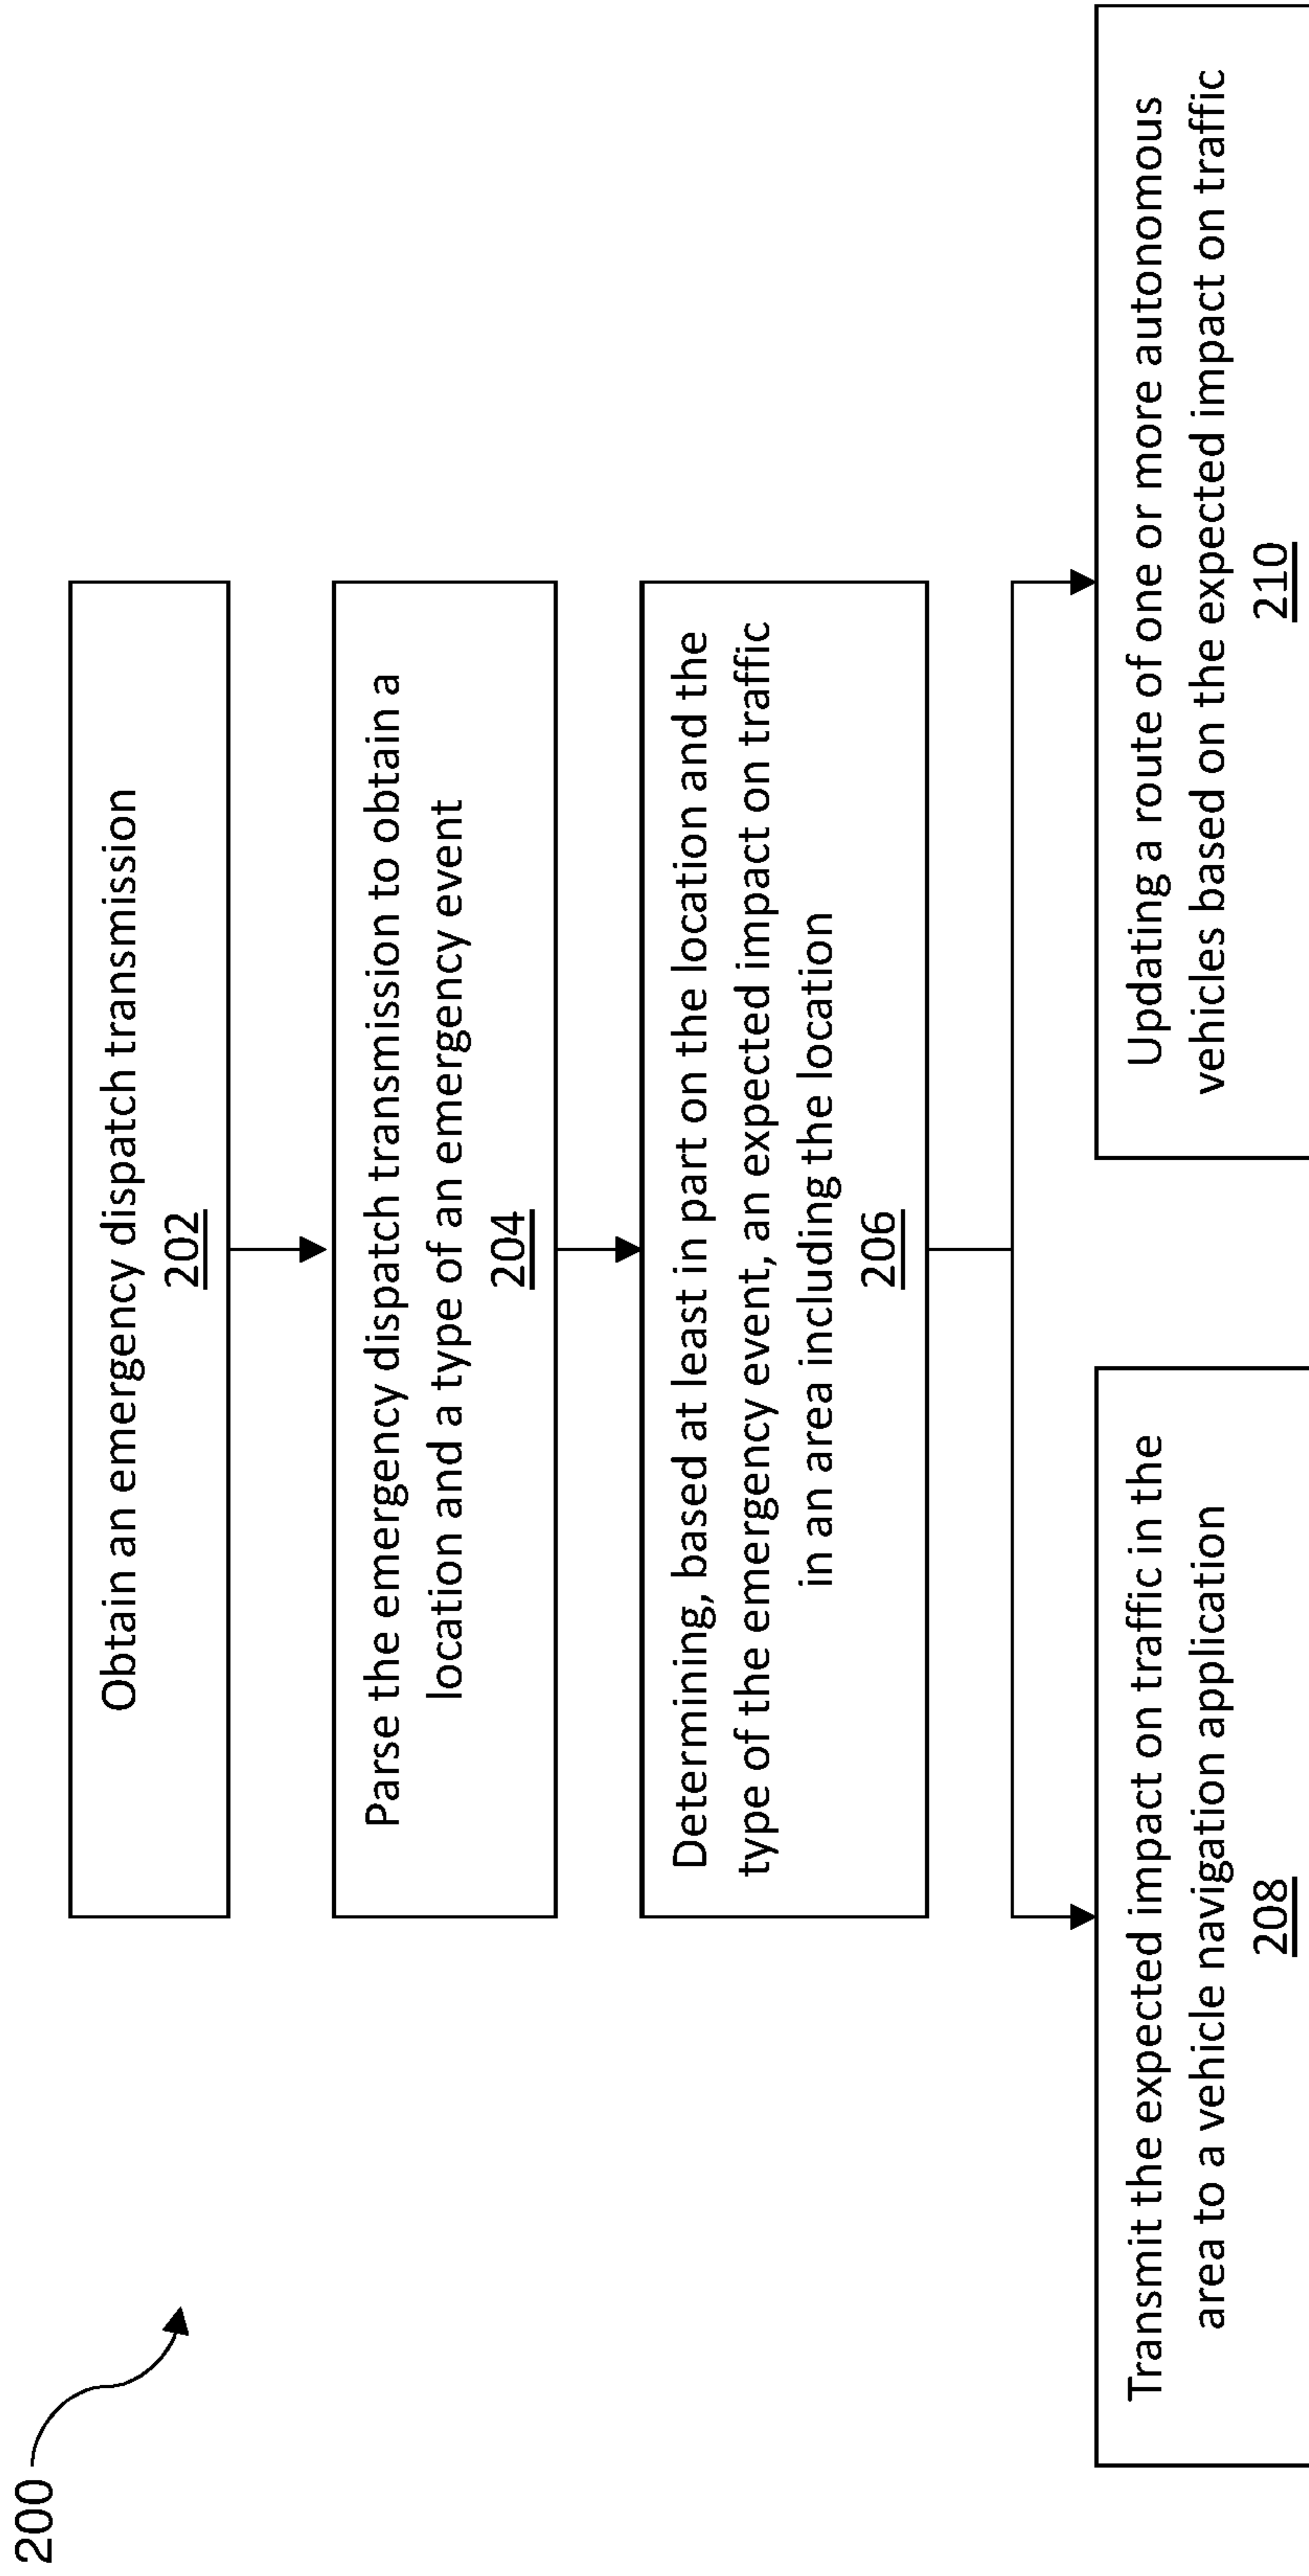 200
Obtain an emergency dispatch transmission
202
Parse the emergency dispatch transmission to obtain a
location and a type of an emergency event
204
Determining, based at least in part on the location and the
type of the emergency event, an expected impact on traffic
in an area including the location
206
Transmit the expected impact on traffic in the
area to a vehicle navigation application
208
Updating a route of one or more autonomous
vehicles based on the expected impact on traffic
210